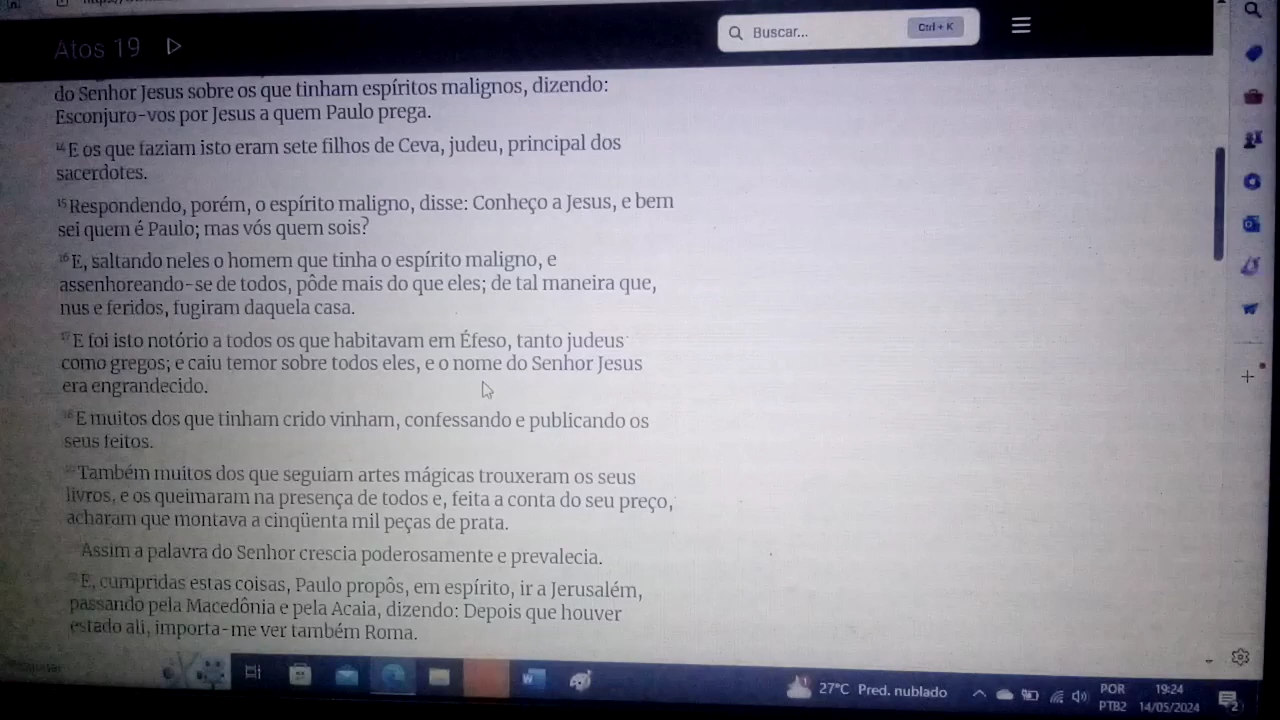 Atos 19
Buscar...
Ctrl + K
do Senhor Jesus sobre os que tinham espíritos malignos, dizendo:
Esconjuro-vos por Jesus a quem Paulo prega.
14 E os que faziam isto eram sete filhos de Ceva, judeu, principal dos
sacerdotes.
15 Respondendo, porém, o espírito maligno, disse: Conheço a Jesus, e bem
sei quem é Paulo; mas vós quem sois?
16 E, saltando neles o homem que tinha o espírito maligno, e
assenhoreando-se de todos, pôde mais do que eles; de tal maneira que,
nus e feridos, fugiram daquela casa.
17 E foi isto notório a todos os que habitavam em Éfeso, tanto judeus
como gregos; e caiu temor sobre todos eles, e o nome do Senhor Jesus
era engrandecido.
18 E muitos dos que tinham crido vinham, confessando e publicando os
seus feitos.
Também muitos dos que seguiam artes mágicas trouxeram os seus
livros, e os queimaram na presença de todos e, feita a conta do seu preço,
acharam que montava a cinqüenta mil peças de prata.
Assim a palavra do Senhor crescia poderosamente e prevalecia.
E, cumpridas estas coisas, Paulo propôs, em espírito, ir a Jerusalém,
passando pela Macedônia e pela Acaia, dizendo: Depois que houver
estado ali, importa-me ver também Roma.
27°C Pred. nublado
POR
PTB2
19:24
14/05/2024
2